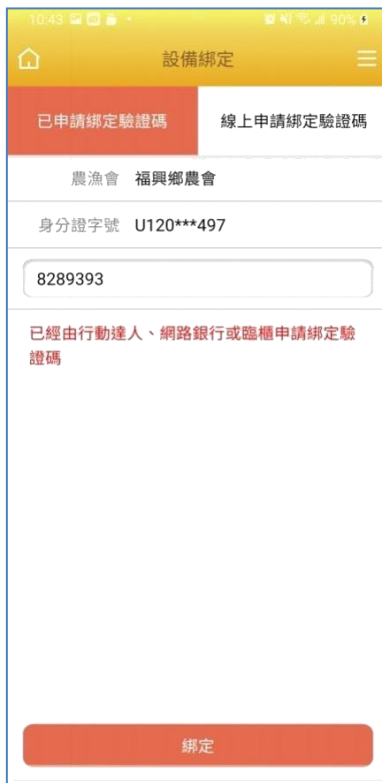 10:43
90%
設備綁定
已申請綁定驗證碼 線上申請綁定驗證碼
農漁會 福興鄉農會
身分證字號 U120***497
8289393
已經由行動達人、網路銀行或臨櫃申請綁定驗
證碼
綁定